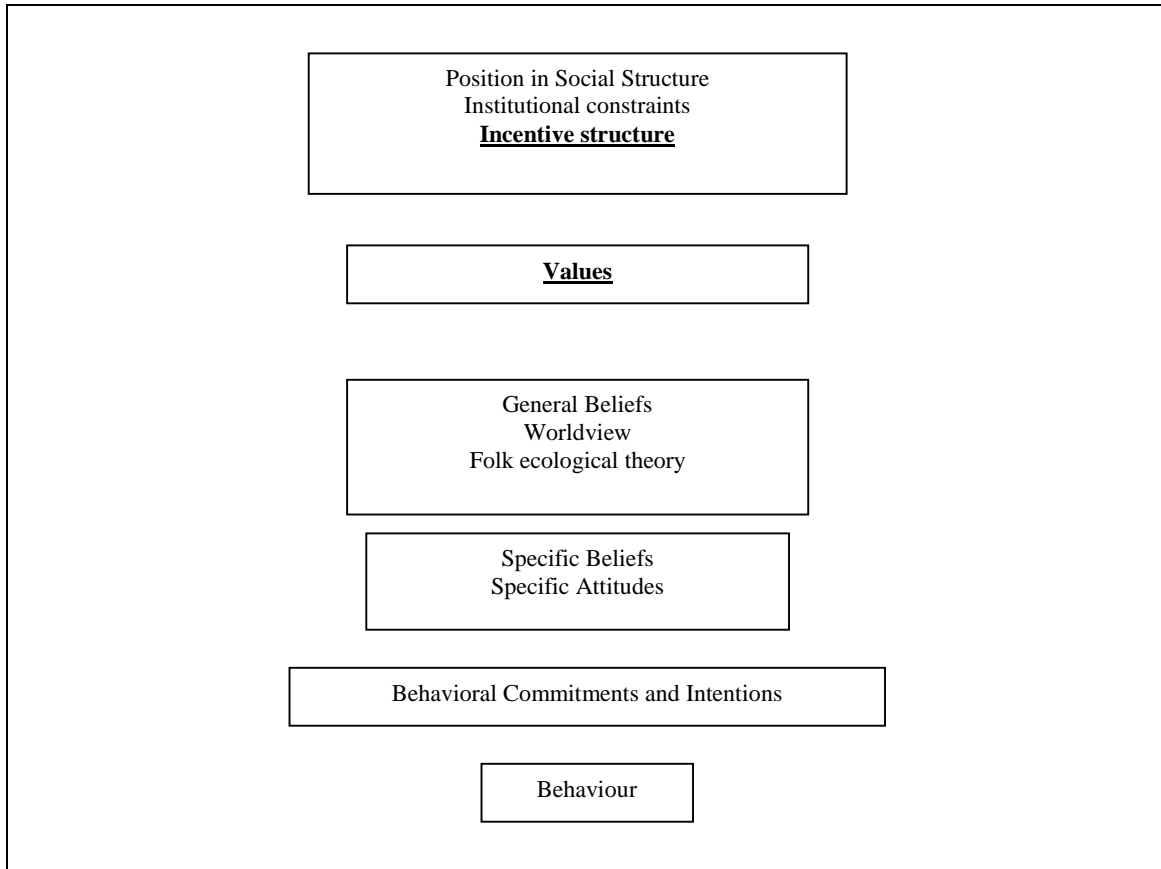 Position in Social Structure
Institutional constraints
Incentive structure
Values
General Beliefs
Worldview
Folk ecological theory
Specific Beliefs
Specific Attitudes
Behavioral Commitments and Intentions
Behaviour